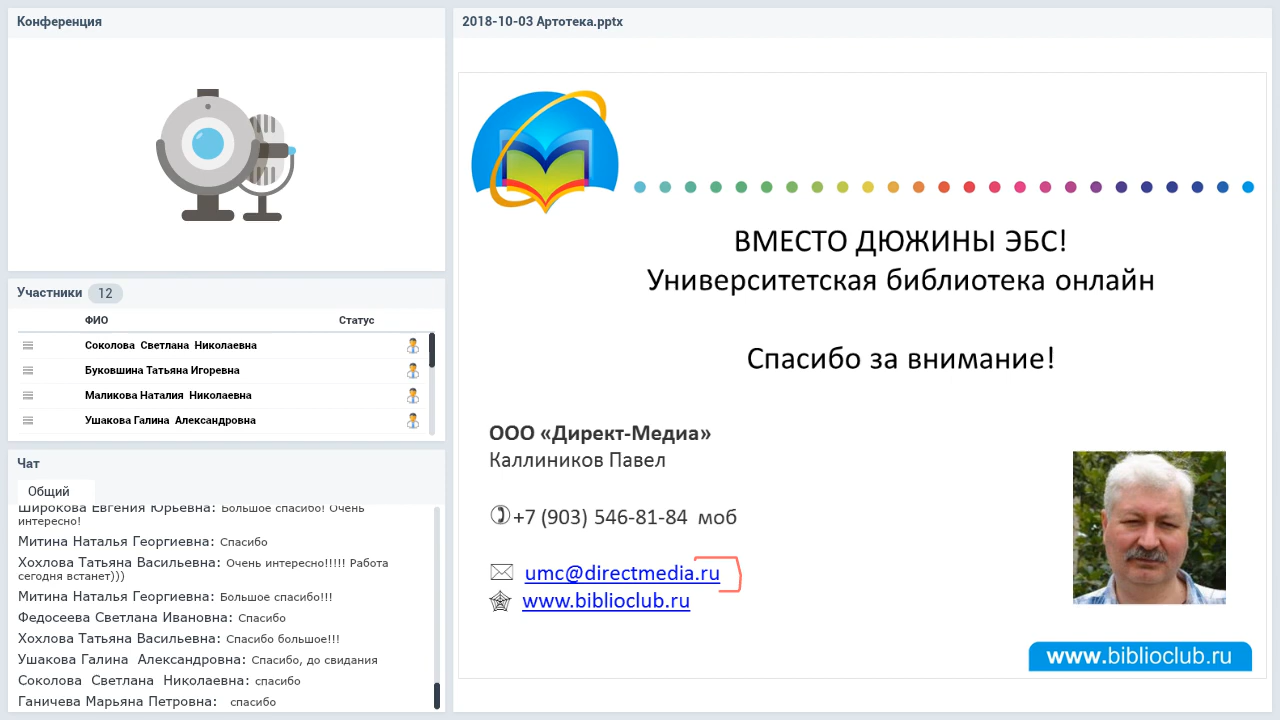 Конференция
Участники 12
ФИО Статус
Соколова Светлана Николаевна
Буковшина Татьяна Игоревна
Маликова Наталия Николаевна
Ушакова Галина Александровна
Чат
Общий
Широкова Евгения Юрьевна: Большое спасибо! Очень
интересно!
Митина Наталья Георгиевна: Спасибо
Хохлова Татьяна Васильевна: Очень интересно!!!!! Работа
сегодня встанет)))
Митина Наталья Георгиевна: Большое спасибо!!!
Федосеева Светлана Ивановна: Спасибо
Хохлова Татьяна Васильевна: Спасибо большое!!!
Ушакова Галина Александровна: Спасибо, до свидания
Соколова Светлана Николаевна: спасибо
Ганичева Марьяна Петровна: спасибо
2018-10-03 Артотека.pptx
ВМЕСТО ДЮЖИНЫ ЭБС!
Университетская библиотека онлайн
Спасибо за внимание!
ООО «Директ-Медиа»
Каллиников Павел
+7 (903) 546-81-84 моб
umc@directmedia.ru
www.biblioclub.ru
www.biblioclub.ru